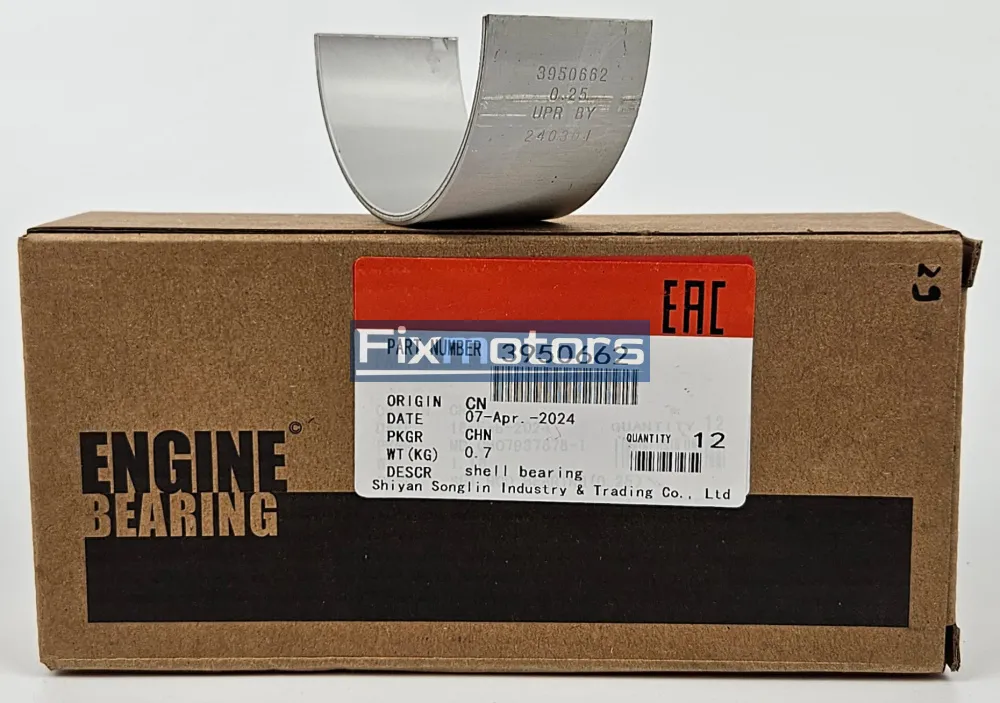 3950662
0.25
UPR BY
EAC
Fixmotors
PART NUMBER 3950662
ORIGIN CN
DATE 07-Apr.-2024
PKGR CHN
WT(KG) 0.7
DESCR shell bearing
QUANTITY 12
Shiyan Songlin Industry & Trading Co., Ltd
ENGINE ©
BEARING